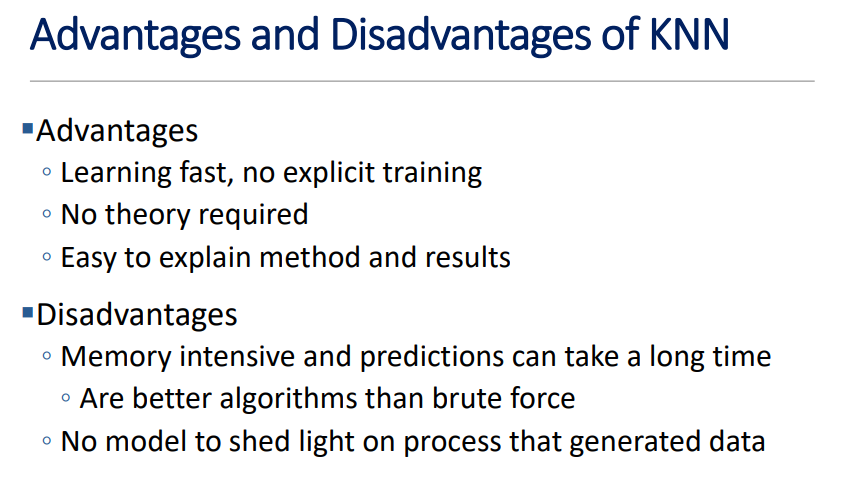 Advantages and Disadvantages of KNN
▪Advantages
◦ Learning fast, no explicit training
◦ No theory required
◦ Easy to explain method and results
▪Disadvantages
◦ Memory intensive and predictions can take a long time
◦ Are better algorithms than brute force
◦ No model to shed light on process that generated data